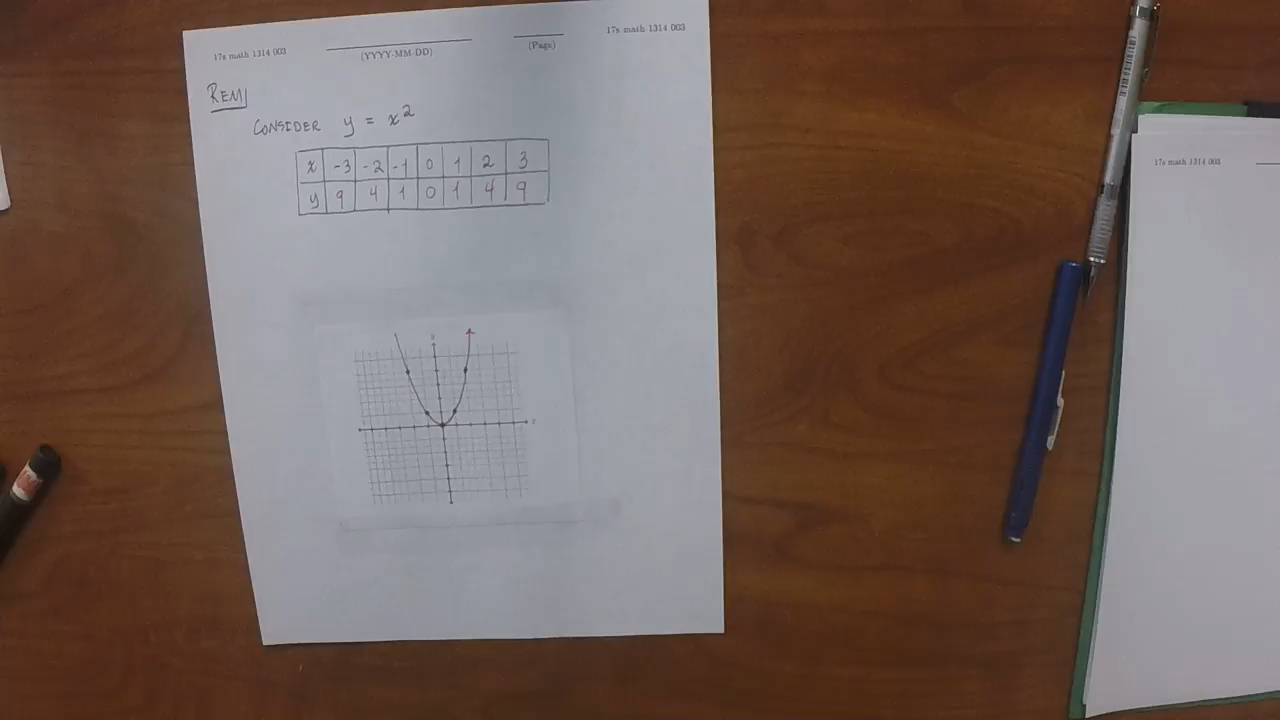 17s math 1314 003
(YYYY-MM-DD)
(Page)
17s math 1314 003
REM
CONSIDER y = x²
x -3 -2 -1 0 1 2 3
y 9 4 1 0 1 4 9
17s math 1314 003